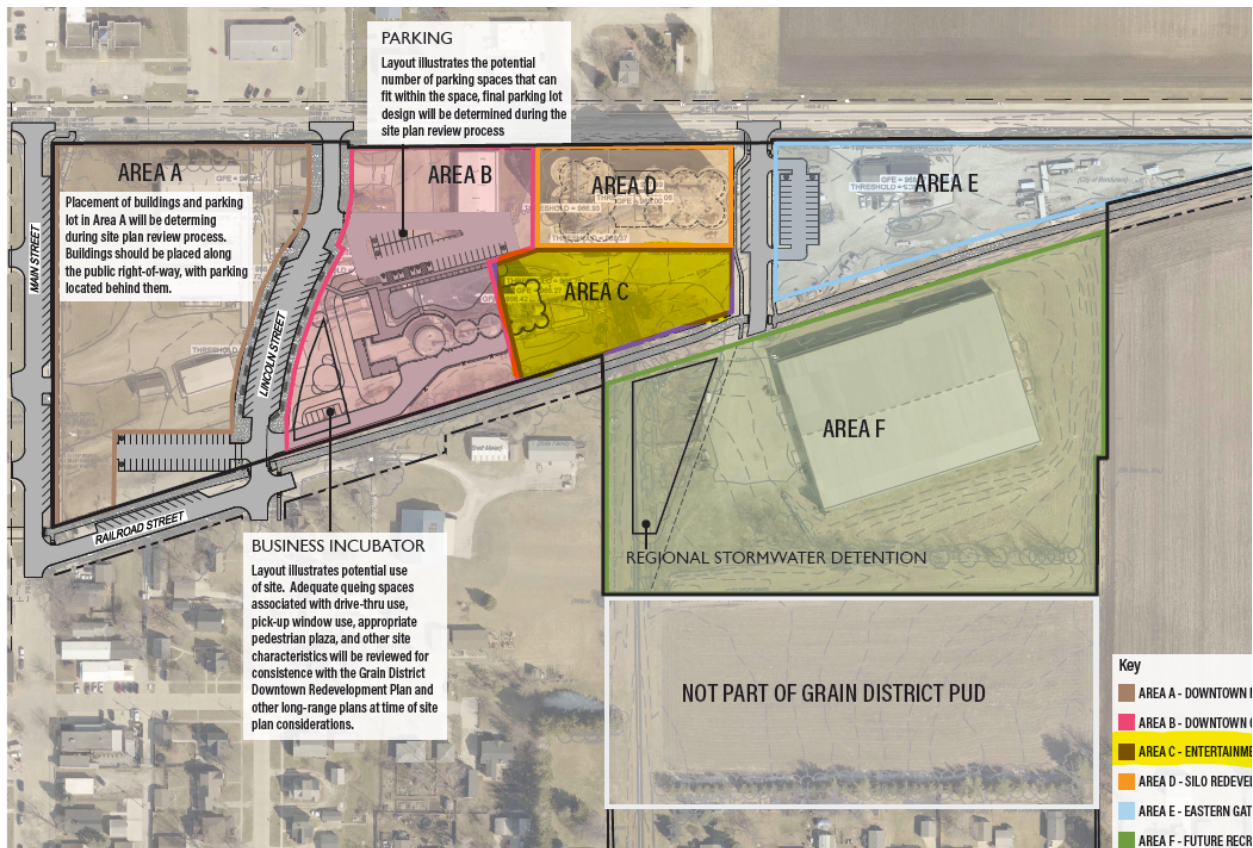 PARKING
Layout illustrates the potential
number of parking spaces that can
fit within the space, final parking lot
design will be determined during the
site plan review process
AREA A
Placement of buildings and parking
lot in Area A will be determing
during site plan review process.
Buildings should be placed along
the public right-of-way, with parking
located behind them.
AREA B
AREA D
AREA E
AREA C
AREA F
MAIN STREET
LINCOLN STREET
RAILROAD STREET
THRESHOLD
BUSINESS INCUBATOR
Layout illustrates potential use
of site. Adequate queing spaces
associated with drive-thru use,
pick-up window use, appropriate
pedestrian plaza, and other site
characteristics will be reviewed for
consistence with the Grain District
Downtown Redevelopment Plan and
other long-range plans at time of site
plan considerations.
REGIONAL STORMWATER DETENTION
NOT PART OF GRAIN DISTRICT PUD
Key
AREA A - DOWNTOWN
AREA B - DOWNTOWN
AREA C - ENTERTAINME
AREA D - SILO REDEVEL
AREA E - EASTERN GAT
AREA F - FUTURE RECR